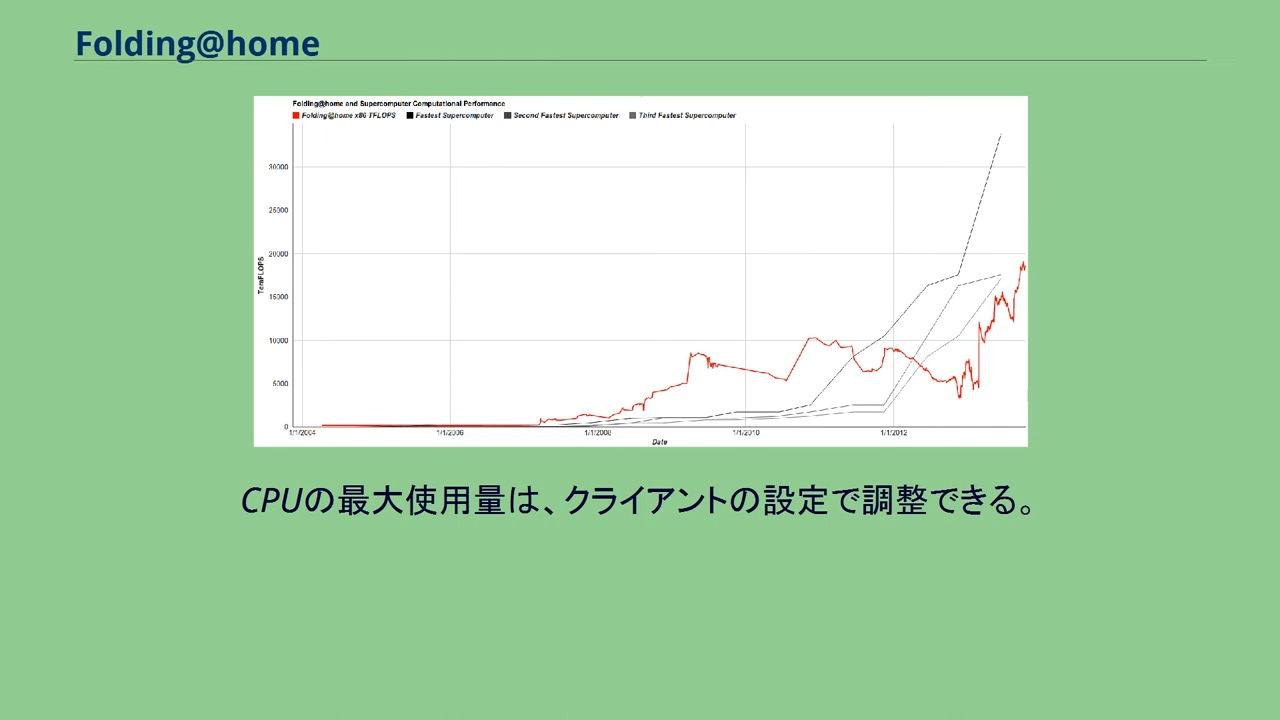 Folding@home
Folding@home and Supercomputer Computational Performance
Folding@home x86 TFLOPS Fastest Supercomputer Second Fastest Supercomputer Third Fastest Supercomputer
30000
25000
20000
15000
10000
5000
0
TeraFLOPS
1/1/2004 1/1/2006 1/1/2008 1/1/2010 1/1/2012
Date
CPUの最大使用量は、クライアントの設定で調整できる。